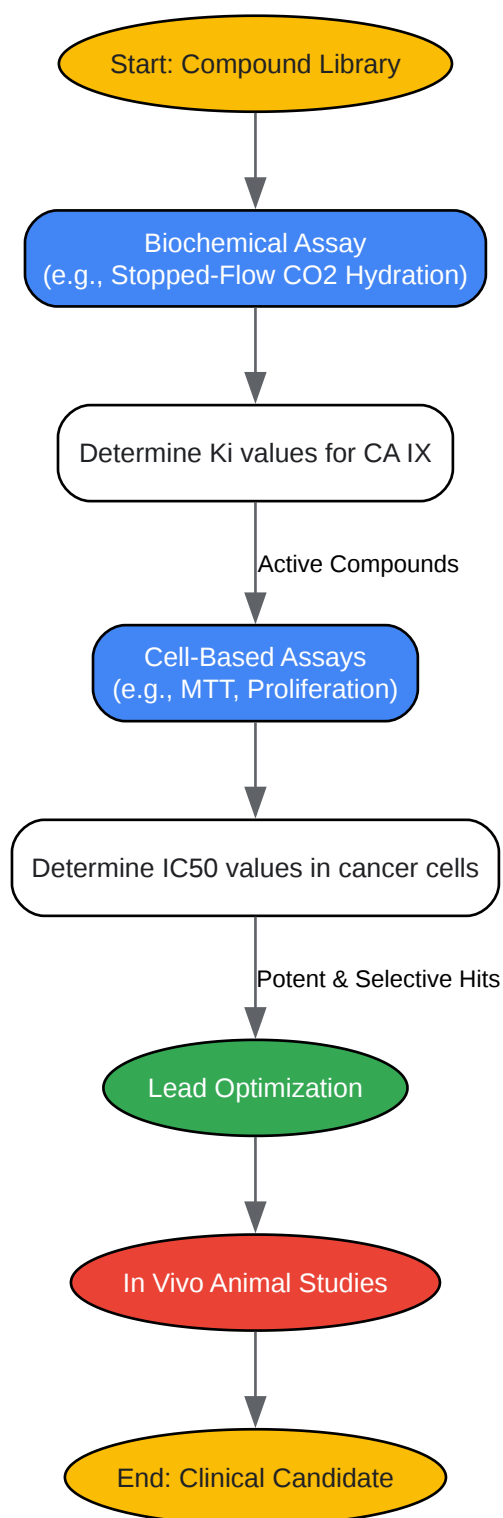 Start: Compound Library
Biochemical Assay
(e.g., Stopped-Flow CO2 Hydration)
Determine Ki values for CA IX
Active Compounds
Cell-Based Assays
(e.g., MTT, Proliferation)
Determine IC50 values in cancer cells
Potent & Selective Hits
Lead Optimization
In Vivo Animal Studies
End: Clinical Candidate